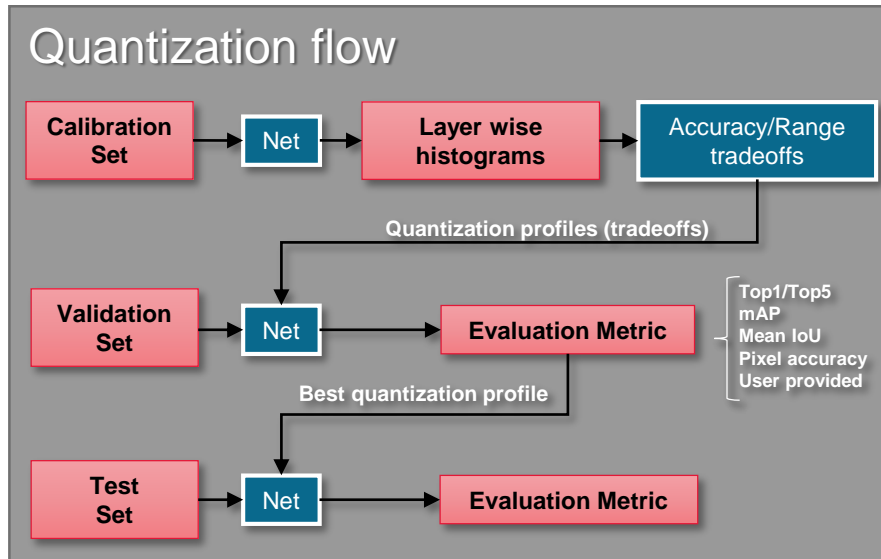 Quantization flow
Calibration
Set
Net
Layer wise
histograms
Accuracy/Range
tradeoffs
Quantization profiles (tradeoffs)
Validation
Set
Net
Evaluation Metric
Top1/Top5
mAP
Mean IoU
Pixel accuracy
User provided
Best quantization profile
Test
Set
Net
Evaluation Metric